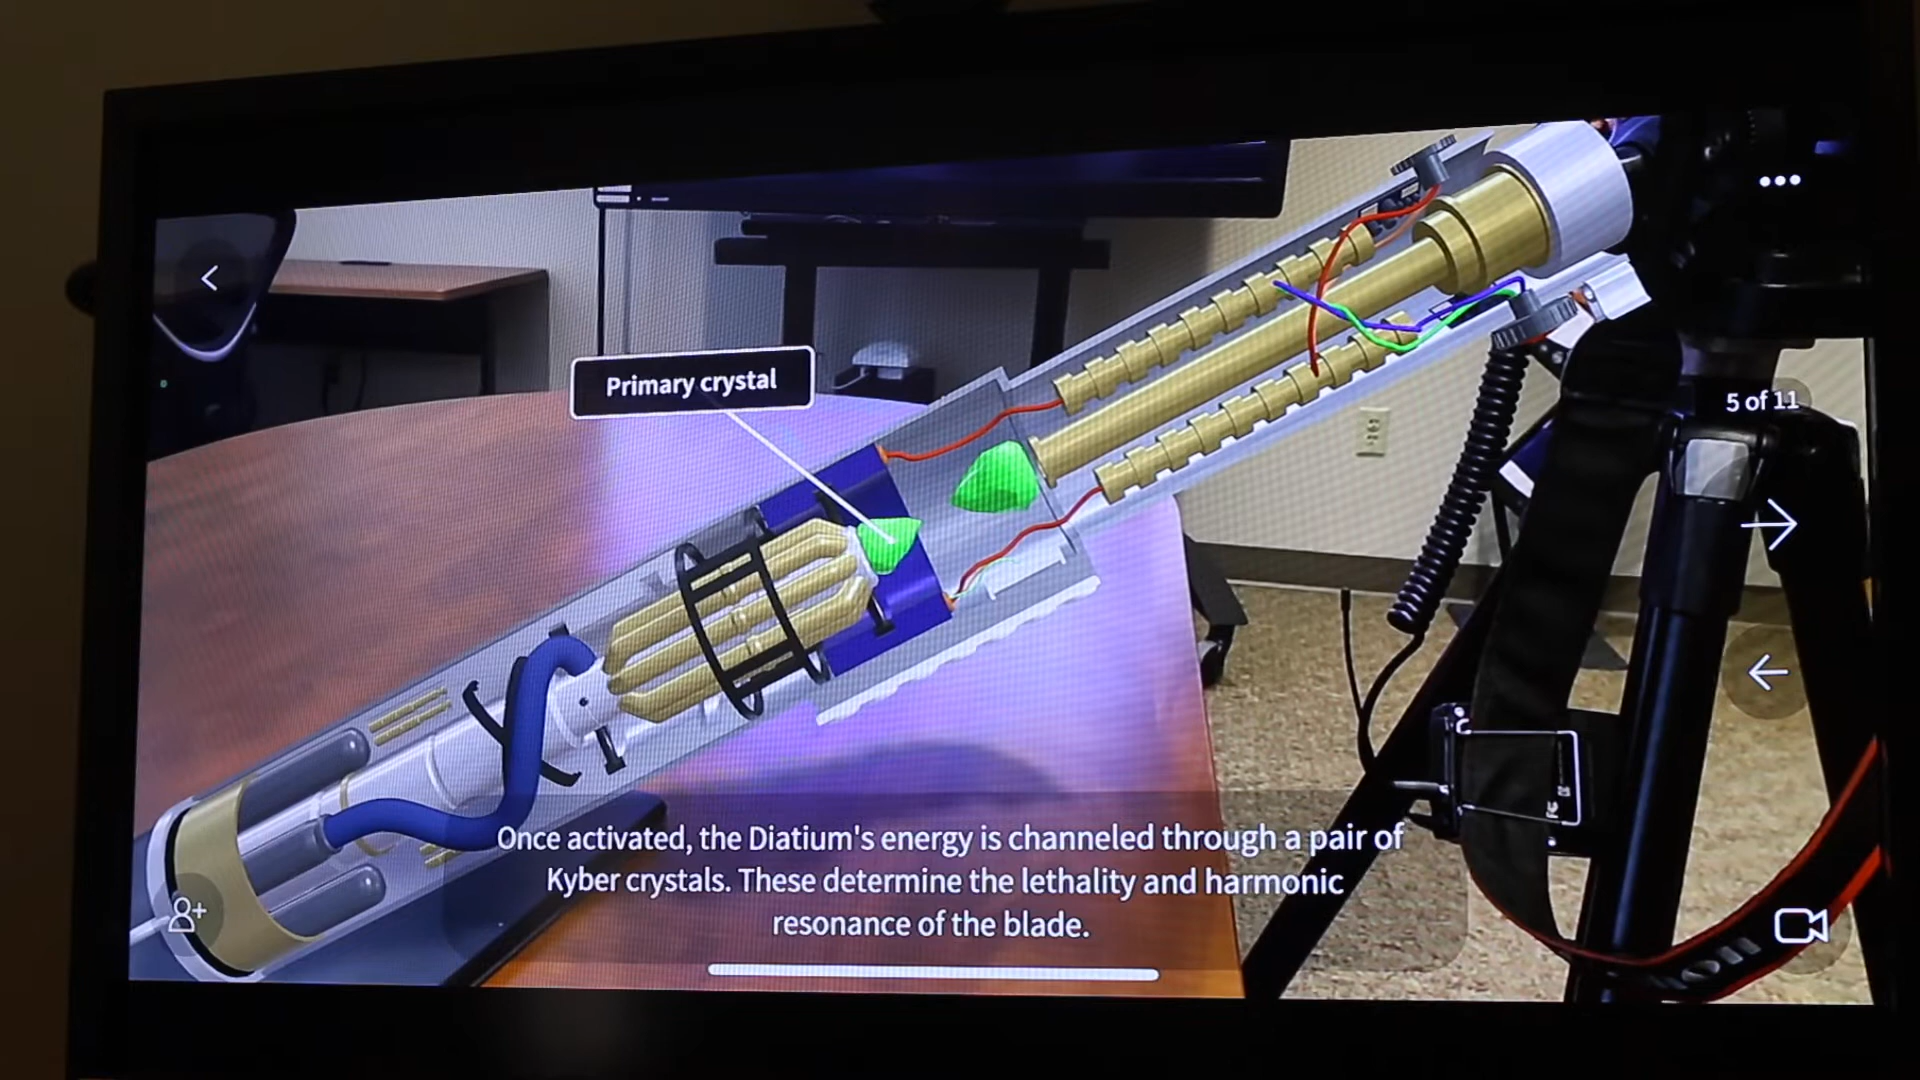 Primary crystal
5 of 11
Once activated, the Diatium's energy is channeled through a pair of
Kyber crystals. These determine the lethality and harmonic
resonance of the blade.